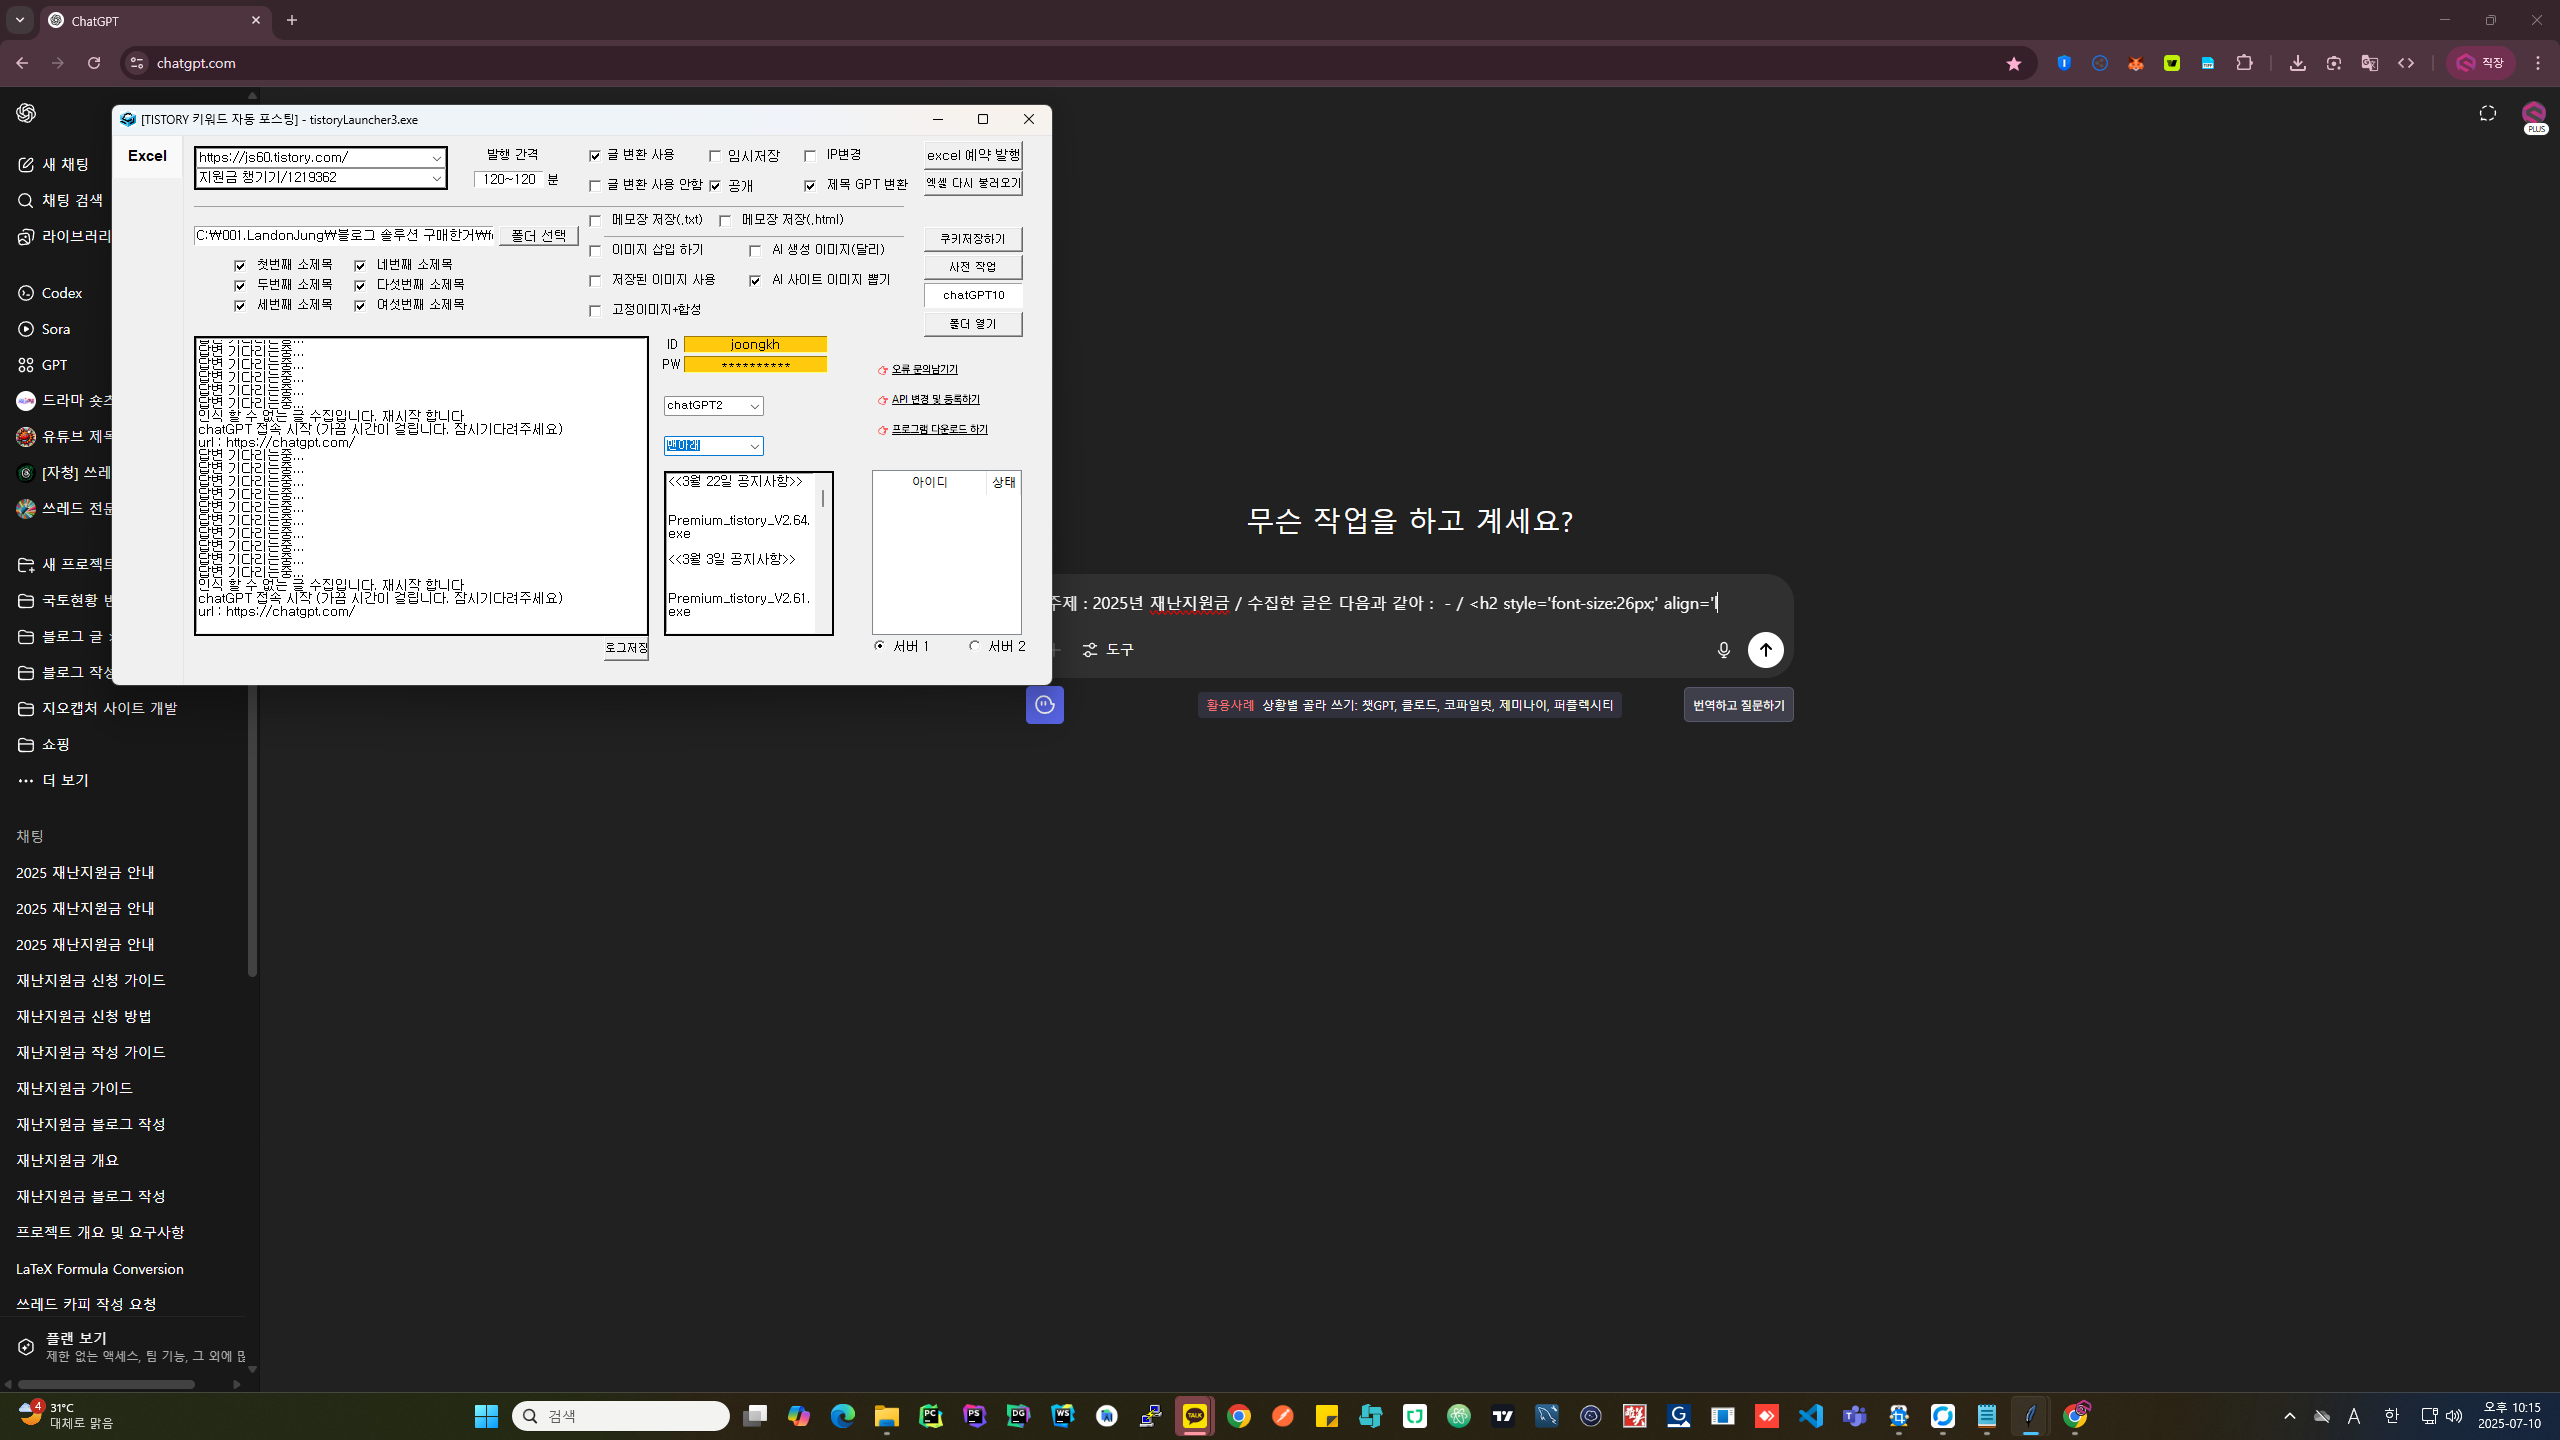 ChatGPT
chatgpt.com
직장
PLUS
새 채팅
채팅 검색
라이브러리
Codex
Sora
GPT
드라마 숏츠
유튜브 제목
[자청] 쓰레
쓰레드 전문
새 프로젝트
국토현황
블로그 글
블로그 작성
지오캡처 사이트 개발
쇼핑
더 보기
채팅
2025 재난지원금 안내
2025 재난지원금 안내
2025 재난지원금 안내
재난지원금 신청 가이드
재난지원금 신청 방법
재난지원금 작성 가이드
재난지원금 가이드
재난지원금 블로그 작성
재난지원금 개요
재난지원금 블로그 작성
프로젝트 개요 및 요구사항
LaTeX Formula Conversion
쓰레드 카피 작성 요청
플랜 보기
제한 없는 액세스, 팀 기능, 그 외에
[TISTORY 키워드 자동 포스팅] - tistoryLauncher3.exe
Excel
https://js60.tistory.com/
지원금 챙기기/1219362
발행 간격
120~120 분
글 변환 사용
임시저장
IP변경
글 변환 사용 안함
공개
제목 GPT 변환
excel 예약 발행
엑셀 다시 불러오기
메모장 저장(.txt)
메모장 저장(.html)
C:₩001.LandonJung₩블로그 솔루션 구매한거₩
폴더 선택
이미지 삽입 하기
AI 생성 이미지(달리)
저장된 이미지 사용
AI 사이트 이미지 뽑기
고정이미지+합성
첫번째 소제목
네번째 소제목
두번째 소제목
다섯번째 소제목
세번째 소제목
여섯번째 소제목
쿠키저장하기
사전 작업
chatGPT10
폴더 열기
답변 기다리는중...
답변 기다리는중...
답변 기다리는중...
답변 기다리는중...
답변 기다리는중...
답변 기다리는중...
인식 할 수 없는 글 수집입니다. 재시작 합니다
chatGPT 접속 시작 (가끔 시간이 걸립니다. 잠시기다려주세요)
url : https://chatgpt.com/
답변 기다리는중...
답변 기다리는중...
답변 기다리는중...
답변 기다리는중...
답변 기다리는중...
답변 기다리는중...
답변 기다리는중...
답변 기다리는중...
답변 기다리는중...
답변 기다리는중...
인식 할 수 없는 글 수집입니다. 재시작 합니다
chatGPT 접속 시작 (가끔 시간이 걸립니다. 잠시기다려주세요)
url : https://chatgpt.com/
로그저장
ID joongkh
PW **********
chatGPT2
맨아래
오류 문의남기기
API 변경 및 등록하기
프로그램 다운로드 하기
<<3월 22일 공지사항>>
Premium_tistory_V2.64.
exe
<<3월 3일 공지사항>>
Premium_tistory_V2.61.
exe
아이디
상태
서버 1
서버 2
무슨 작업을 하고 계세요?
주제 : 2025년 재난지원금 / 수집한 글은 다음과 같아 : - / <h2 style='font-size:26px;' align='l
도구
활용사례 상황별 골라 쓰기: 챗GPT, 클로드, 코파일럿, 제미나이, 퍼플렉시티
번역하고 질문하기
4
31°C
대체로 맑음
검색
PC
PS
DG
WS
TALK
A
한
오후 10:15
2025-07-10